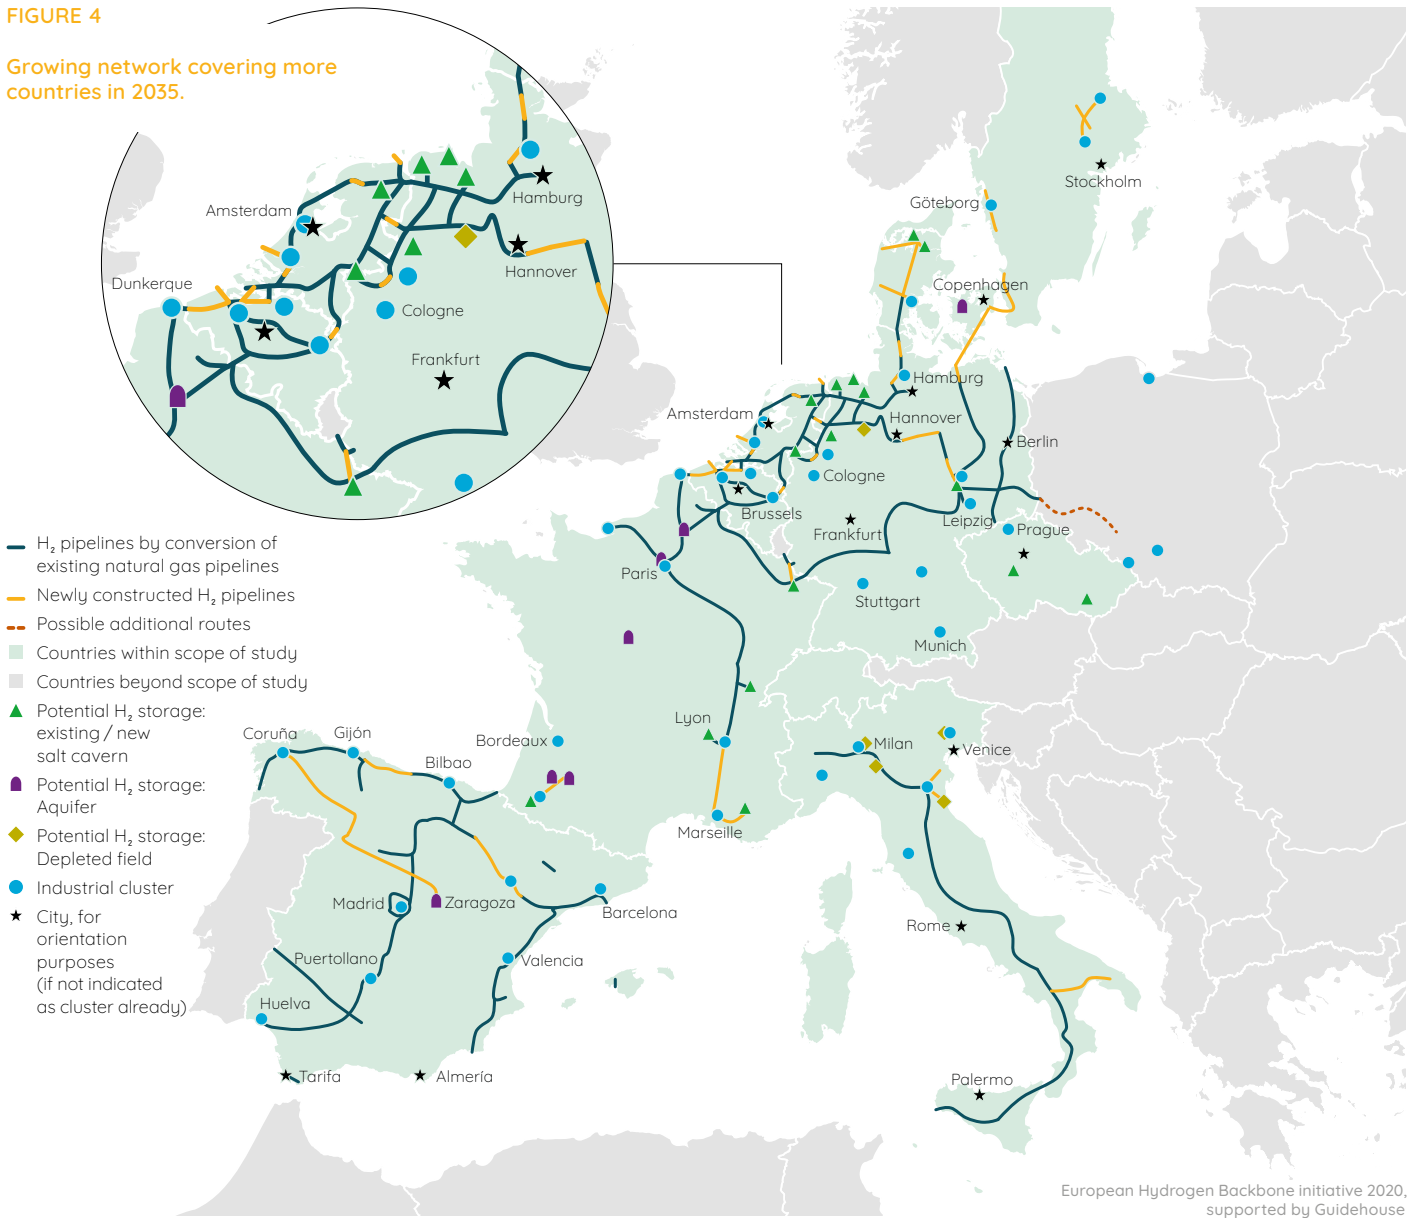 FIGURE 4
Growing network covering more
countries in 2035.
Amsterdam
Hamburg
Hannover
Dunkerque
Cologne
Frankfurt
H₂ pipelines by conversion of
existing natural gas pipelines
Newly constructed H₂ pipelines
Possible additional routes
Countries within scope of study
Countries beyond scope of study
Potential H₂ storage:
existing / new
salt cavern
Potential H₂ storage:
Aquifer
Potential H₂ storage:
Depleted field
Industrial cluster
City, for
orientation
purposes
(if not indicated
as cluster already)
Stockholm
Göteborg
Copenhagen
Hamburg
Amsterdam
Hannover
Berlin
Cologne
Brussels
Leipzig
Prague
Frankfurt
Paris
Stuttgart
Munich
Lyon
Coruña
Gijón
Bordeaux
Milan
Venice
Bilbao
Marseille
Madrid
Zaragoza
Barcelona
Rome
Puertollano
Valencia
Huelva
Tarifa
Almería
Palermo
European Hydrogen Backbone initiative 2020,
supported by Guidehouse